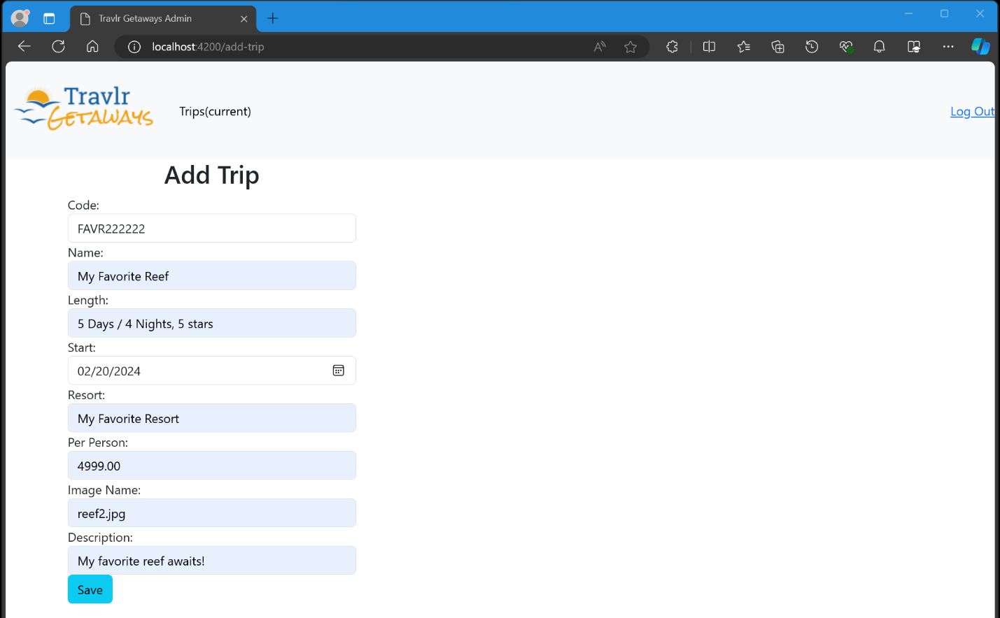 Travlr Getaways Admin
localhost:4200/add-trip
Travlr
GETAWAYS
Trips(current)
Log Out
Add Trip
Code:
FAVR222222
Name:
My Favorite Reef
Length:
5 Days / 4 Nights, 5 stars
Start:
02/20/2024
Resort:
My Favorite Resort
Per Person:
4999.00
Image Name:
reef2.jpg
Description:
My favorite reef awaits!
Save